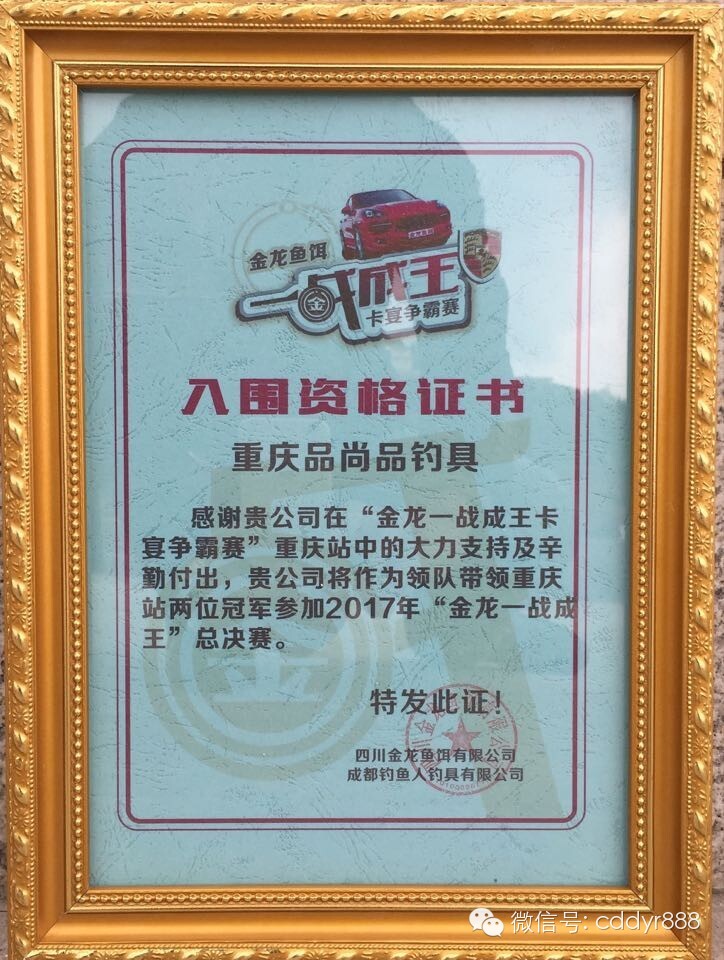 金龙鱼饵
一战成王
卡宴争霸赛
入围资格证书
重庆品尚品钓具
感谢贵公司在“金龙一战成王卡
宴争霸赛”重庆站中的大力支持及辛
勤付出，贵公司将作为领队带领重庆
站两位冠军参加2017年“金龙一战成
王”总决赛。
特发此证！
四川金龙鱼饵有限公司
成都钓鱼人钓具有限公司
微信号: cddyr888